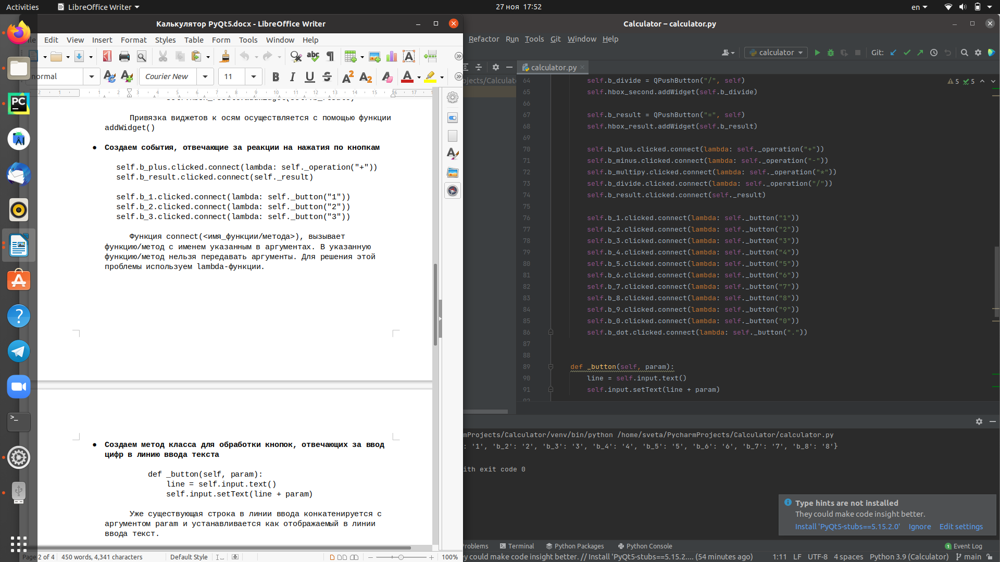 Activities
LibreOffice Writer
27 ноя 17:52
en
Калькулятор PyQt5.docx - LibreOffice Writer
Edit View Insert Format Styles Table Form Tools Window Help
Courier New
11
2 1 1 2 3 4 5 6 7 8 9 10 11 12 13 14 15 16 17
Привязка виджетов к осям осуществляется с помощью функции
addWidget()
● Создаем события, отвечающие за реакции на нажатия по кнопкам
self.b_plus.clicked.connect(lambda: self._operation("+"))
self.b_result.clicked.connect(self._result)
self.b_1.clicked.connect(lambda: self._button("1"))
self.b_2.clicked.connect(lambda: self._button("2"))
self.b_3.clicked.connect(lambda: self._button("3"))
Функция connect(<имя_функции/метода>), вызывает
функцию/метод с именем указанным в аргументах. В указанную
функцию/метод нельзя передавать аргументы. Для решения этой
проблемы используем lambda-функции.
● Создаем метод класса для обработки кнопок, отвечающих за ввод
цифр в линию ввода текста
def _button(self, param):
line = self.input.text()
self.input.setText(line + param)
Уже существующая строка в линии ввода конкатенируется с
аргументом param и устанавливается как отображаемый в линии
ввода текст.
Page 2 of 4
450 words, 4,341 characters
Default Style
100%
Calculator – calculator.py
Refactor Run Tools Git Window Help
calculator
Git:
calculator.py
5 5
64 self.b_divide = QPushButton("/", self)
65 self.hbox_second.addWidget(self.b_divide)
66
67 self.b_result = QPushButton("=", self)
68 self.hbox_result.addWidget(self.b_result)
69
70 self.b_plus.clicked.connect(lambda: self._operation("+"))
71 self.b_minus.clicked.connect(lambda: self._operation("-"))
72 self.b_multipy.clicked.connect(lambda: self._operation("*"))
73 self.b_divide.clicked.connect(lambda: self._operation("/"))
74 self.b_result.clicked.connect(self._result)
75
76 self.b_1.clicked.connect(lambda: self._button("1"))
77 self.b_2.clicked.connect(lambda: self._button("2"))
78 self.b_3.clicked.connect(lambda: self._button("3"))
79 self.b_4.clicked.connect(lambda: self._button("4"))
80 self.b_5.clicked.connect(lambda: self._button("5"))
81 self.b_6.clicked.connect(lambda: self._button("6"))
82 self.b_7.clicked.connect(lambda: self._button("7"))
83 self.b_8.clicked.connect(lambda: self._button("8"))
84 self.b_9.clicked.connect(lambda: self._button("9"))
85 self.b_0.clicked.connect(lambda: self._button("0"))
86 self.b_dot.clicked.connect(lambda: self._button("."))
87
88
89 def _button(self, param):
90 line = self.input.text()
91 self.input.setText(line + param)
mProjects/Calculator/venv/bin/python /home/sveta/PycharmProjects/Calculator/calculator.py
: '1', 'b_2': '2', 'b_3': '3', 'b_4': '4', 'b_5': '5', 'b_6': '6', 'b_7': '7', 'b_8': '8'}
ith exit code 0
Type hints are not installed
They could make code insight better.
Install 'PyQt5-stubs==5.15.2.0' Ignore Edit settings
roblems Terminal Python Packages Python Console 1 Event Log
y could make code insight better. // Install 'PyQt5-stubs==5.15.2.... (54 minutes ago) 1:11 LF UTF-8 4 spaces Python 3.9 (Calculator) main